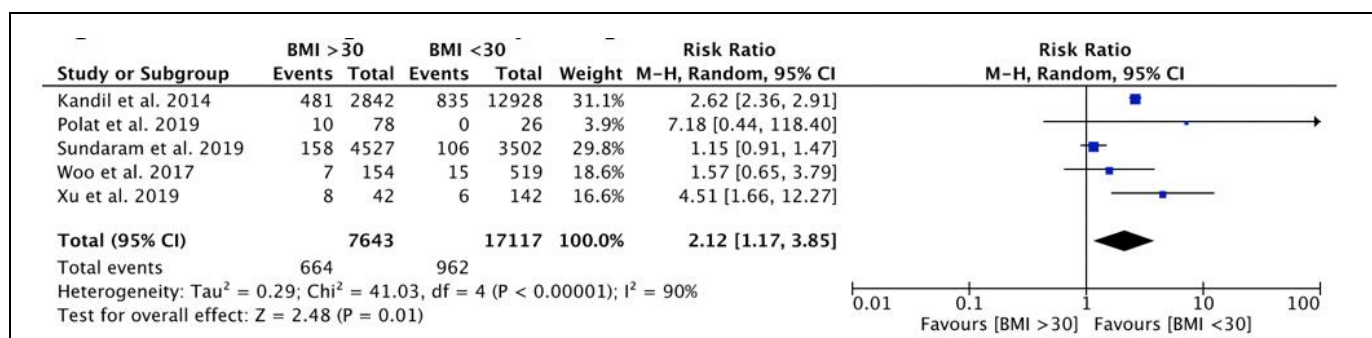 BMI >30 BMI <30 Risk Ratio Risk Ratio
Study or Subgroup Events Total Events Total Weight M-H, Random, 95% CI M-H, Random, 95% CI
Kandil et al. 2014 481 2842 835 12928 31.1% 2.62 [2.36, 2.91]
Polat et al. 2019 10 78 0 26 3.9% 7.18 [0.44, 118.40]
Sundaram et al. 2019 158 4527 106 3502 29.8% 1.15 [0.91, 1.47]
Woo et al. 2017 7 154 15 519 18.6% 1.57 [0.65, 3.79]
Xu et al. 2019 8 42 6 142 16.6% 4.51 [1.66, 12.27]
Total (95% CI) 7643 17117 100.0% 2.12 [1.17, 3.85]
Total events 664 962
Heterogeneity: Tau² = 0.29; Chi² = 41.03, df = 4 (P < 0.00001); I² = 90%
Test for overall effect: Z = 2.48 (P = 0.01)
0.01 0.1 1 10 100
Favours [BMI >30] Favours [BMI <30]